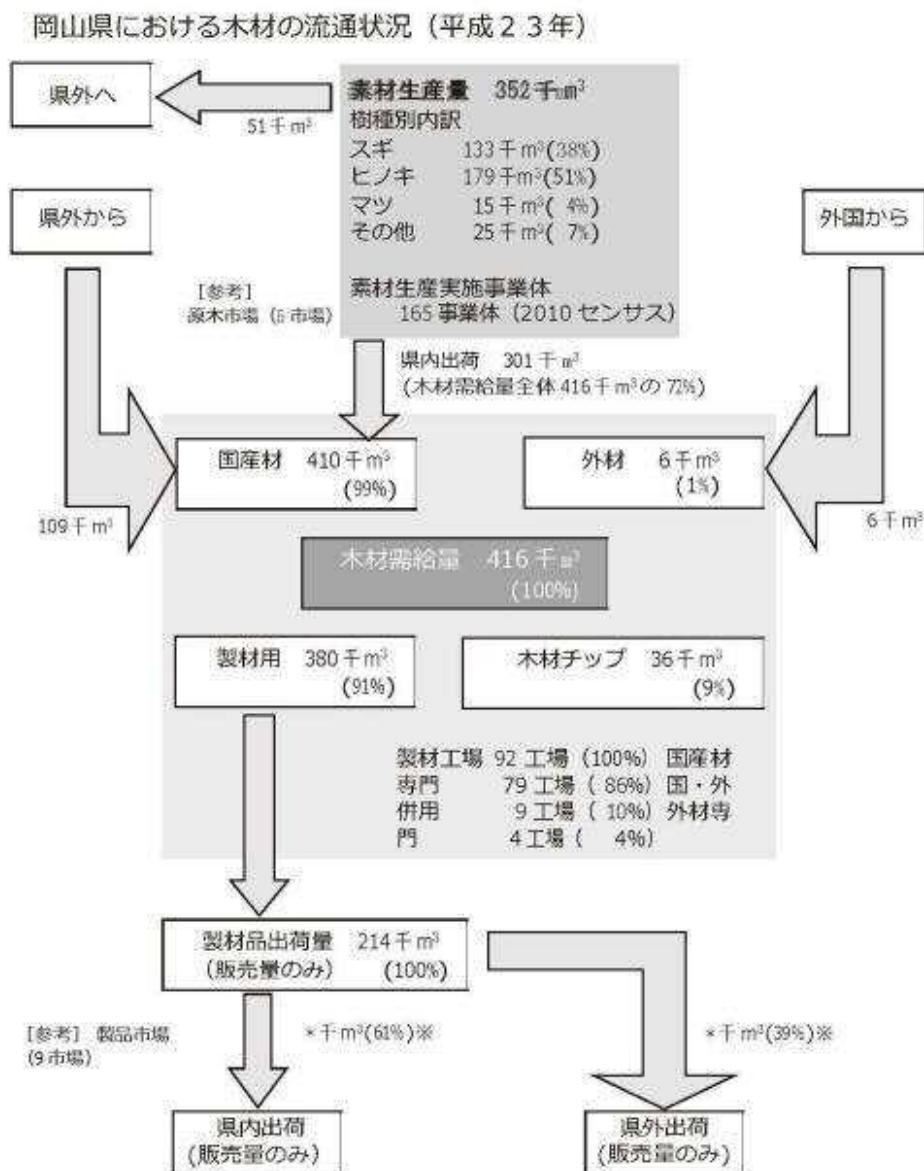 岡山県における木材の流通状況（平成２３年）
県外へ
51千m³
素材生産量 352千m³
樹種別内訳
スギ 133千m³(38%)
ヒノキ 179千m³(51%)
マツ 15千m³( 4%)
その他 25千m³( 7%)
素材生産実施事業体
165事業体（2010センサス）
県外から
外国から
[参考]
原木市場（6市場）
県内出荷 301千m³
(木材需給量全体416千m³の72%)
109千m³
国産材 410千m³
(99%)
外材 6千m³
(1%)
6千m³
木材需給量 416千m³
(100%)
製材用 380千m³
(91%)
木材チップ 36千m³
(9%)
製材工場 92工場（100%）国産材
専門 79工場（ 86%）国・外
併用 9工場（ 10%）外材専
門 4工場（ 4%）
製材品出荷量 214千m³
(販売量のみ) (100%)
[参考] 製品市場
(9市場)
*千m³(61%)※
*千m³(39%)※
県内出荷
(販売量のみ)
県外出荷
(販売量のみ)